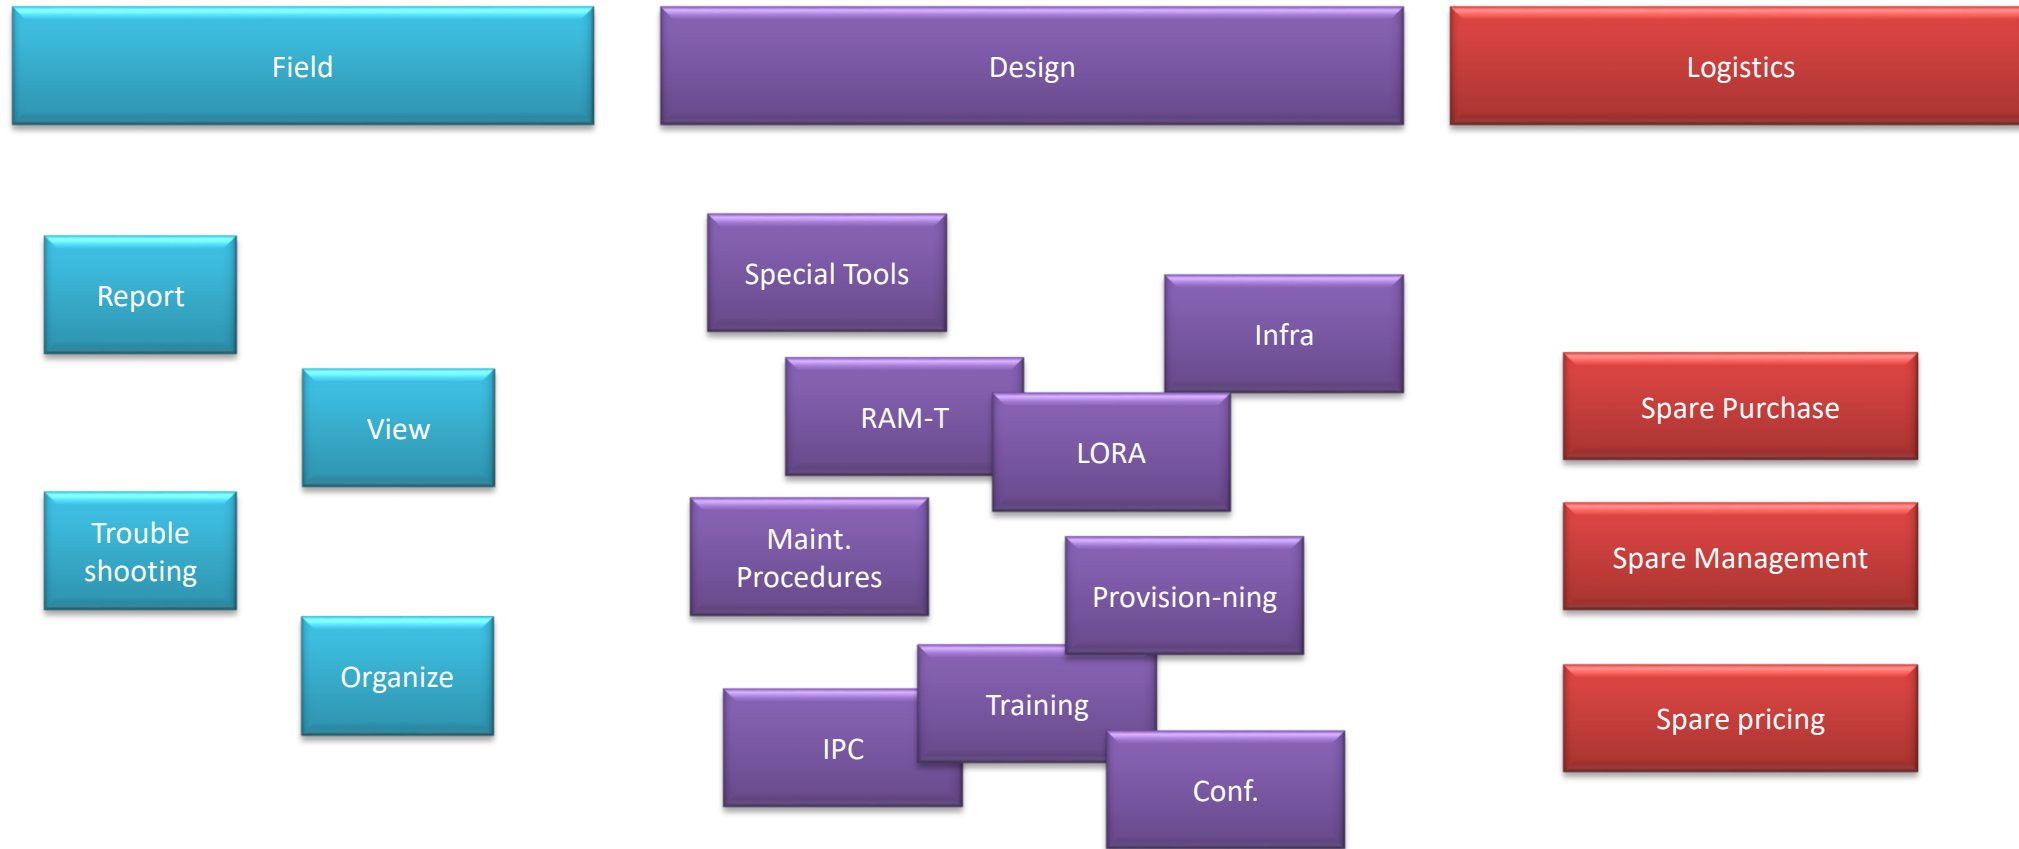 Field
Design
Logistics
Report
View
Trouble
shooting
Organize
Special Tools
Infra
RAM-T
LORA
Maint.
Procedures
Provision-ning
Training
IPC
Conf.
Spare Purchase
Spare Management
Spare pricing